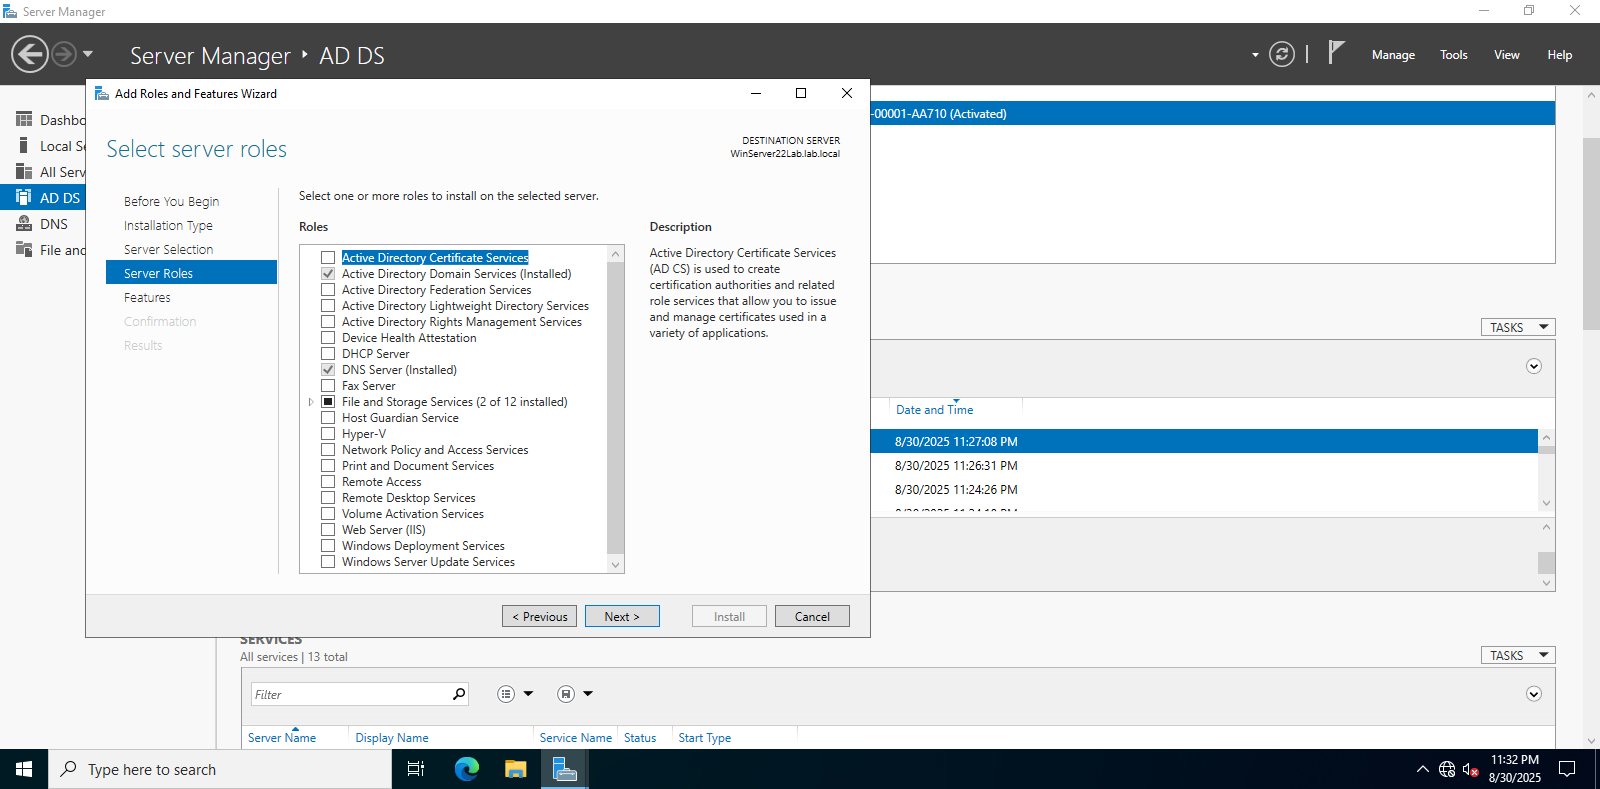 Server Manager
Server Manager ‣ AD DS
Manage Tools View Help
Dashbo
Local Se
All Serv
AD DS
DNS
File and
Add Roles and Features Wizard
Select server roles
DESTINATION SERVER
WinServer22Lab.lab.local
Before You Begin
Installation Type
Server Selection
Server Roles
Features
Confirmation
Results
Select one or more roles to install on the selected server.
Roles
Active Directory Certificate Services
Active Directory Domain Services (Installed)
Active Directory Federation Services
Active Directory Lightweight Directory Services
Active Directory Rights Management Services
Device Health Attestation
DHCP Server
DNS Server (Installed)
Fax Server
File and Storage Services (2 of 12 installed)
Host Guardian Service
Hyper-V
Network Policy and Access Services
Print and Document Services
Remote Access
Remote Desktop Services
Volume Activation Services
Web Server (IIS)
Windows Deployment Services
Windows Server Update Services
Description
Active Directory Certificate Services
(AD CS) is used to create
certification authorities and related
role services that allow you to issue
and manage certificates used in a
variety of applications.
< Previous Next > Install Cancel
-00001-AA710 (Activated)
TASKS
Date and Time
8/30/2025 11:27:08 PM
8/30/2025 11:26:31 PM
8/30/2025 11:24:26 PM
SERVICES
All services | 13 total
TASKS
Filter
Server Name Display Name Service Name Status Start Type
Type here to search
11:32 PM
8/30/2025